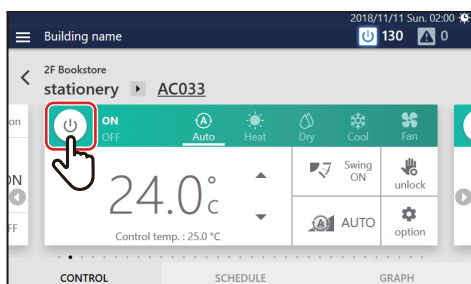 2018/11/11 Sun. 02:00
Building name 130 0
2F Bookstore
stationery AC033
on ON
OFF Auto Heat Dry Cool Fan
24.0°c
Control temp. : 25.0 °C
Swing ON
unlock
AUTO
option
ON
FF
CONTROL SCHEDULE GRAPH